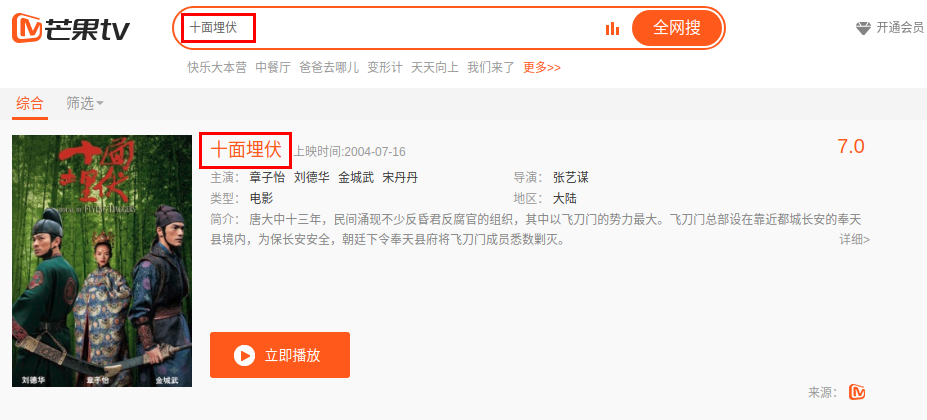 芒果tv 十面埋伏 全网搜 开通会员
快乐大本营 中餐厅 爸爸去哪儿 变形计 天天向上 我们来了 更多>>
综合 筛选
十面埋伏 上映时间:2004-07-16 7.0
主演： 章子怡 刘德华 金城武 宋丹丹 导演： 张艺谋
类型： 电影 地区： 大陆
简介： 唐大中十三年，民间涌现不少反昏君反腐官的组织，其中以飞刀门的势力最大。飞刀门总部设在靠近都城长安的奉天
县境内，为保长安安全，朝廷下令奉天县府将飞刀门成员悉数剿灭。 详细>
十面
埋伏
HOUSE OF FLYING DAGGERS
刘德华 章子怡 金城武
立即播放
来源：